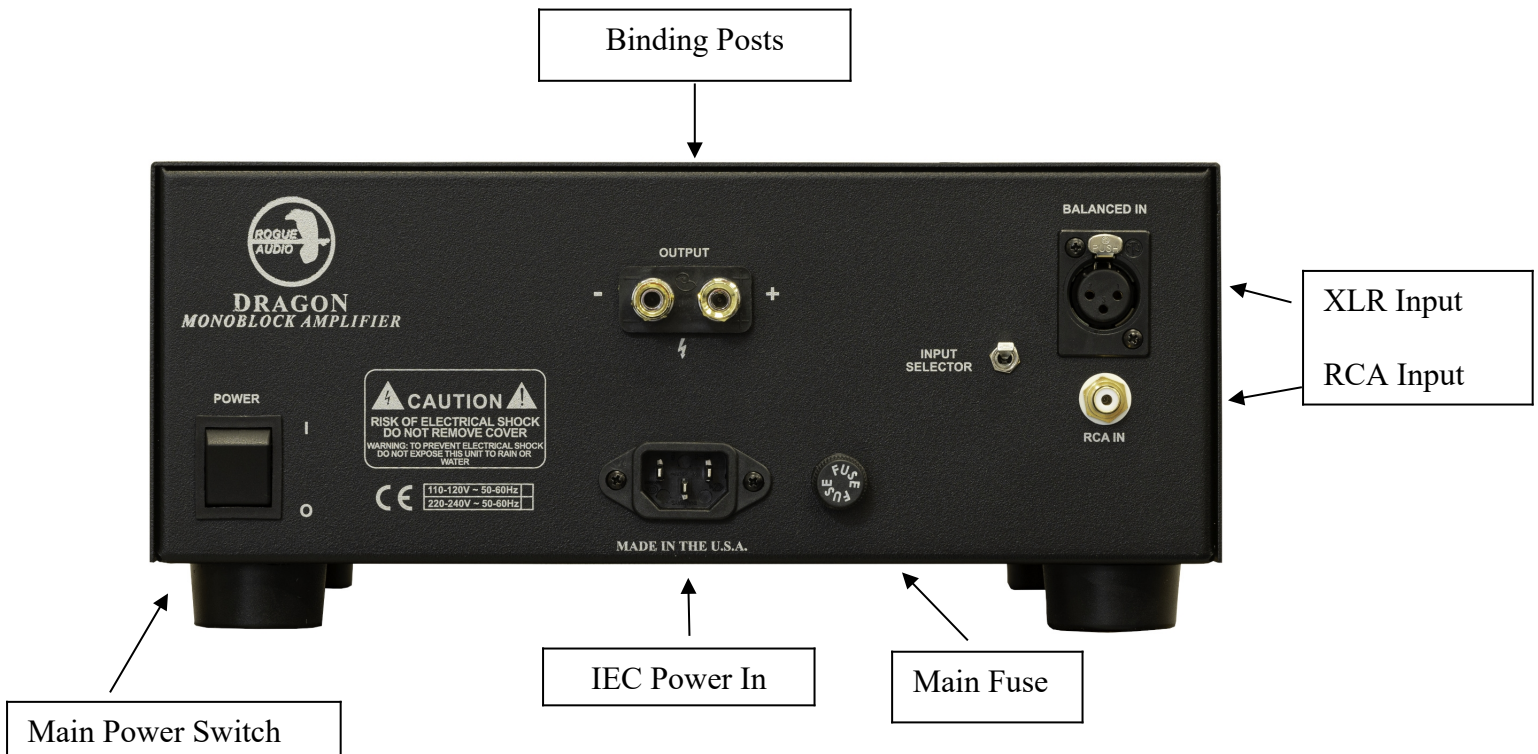 Binding Posts
ROGUE
AUDIO
DRAGON
MONOBLOCK AMPLIFIER
OUTPUT
- +
BALANCED IN
PUSH
XLR Input
RCA Input
INPUT
SELECTOR
RCA IN
POWER
I
O
CAUTION
RISK OF ELECTRICAL SHOCK
DO NOT REMOVE COVER
WARNING: TO PREVENT ELECTRICAL SHOCK
DO NOT EXPOSE THIS UNIT TO RAIN OR
WATER
CE
110-120V ~ 50-60Hz
220-240V ~ 50-60Hz
FUSE FUSE
MADE IN THE U.S.A.
IEC Power In
Main Fuse
Main Power Switch